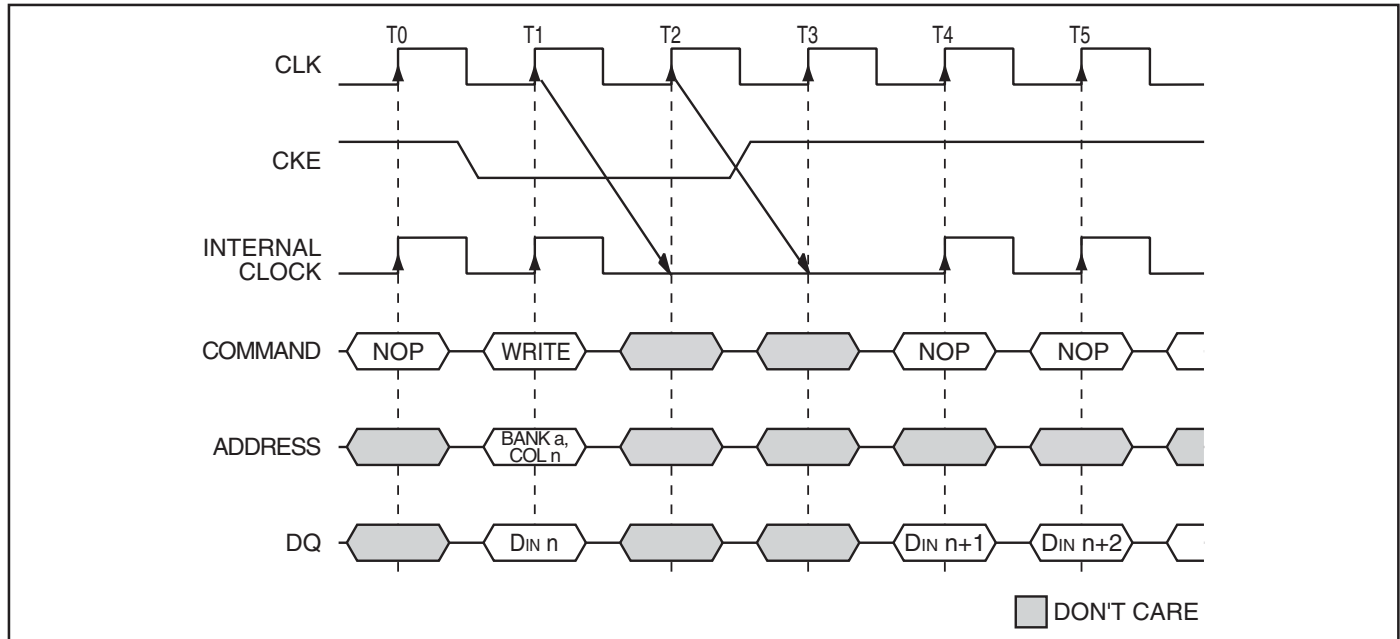 T0 T1 T2 T3 T4 T5
CLK
CKE
INTERNAL
CLOCK
COMMAND NOP WRITE NOP NOP
ADDRESS BANK a,
COL n
DQ DIN n DIN n+1 DIN n+2
DON'T CARE